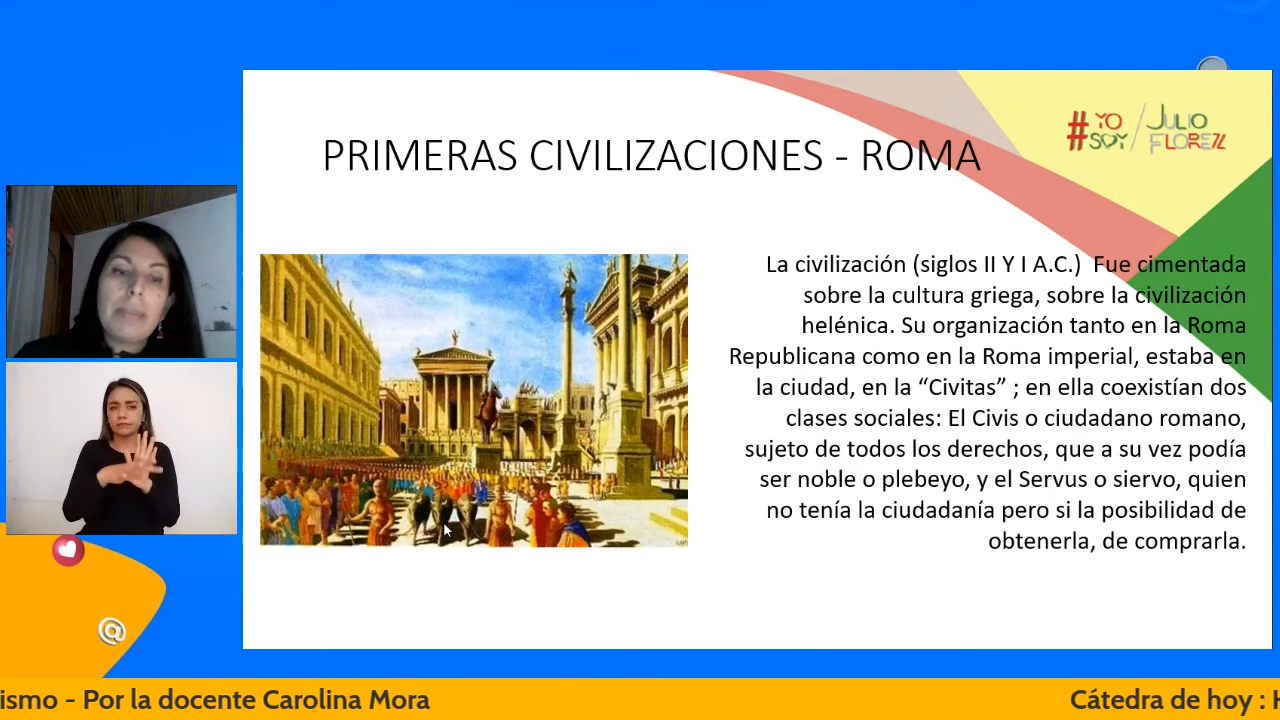 #YO SOY / JULIO FLOREZ
PRIMERAS CIVILIZACIONES - ROMA
La civilización (siglos II Y I A.C.)  Fue cimentada
sobre la cultura griega, sobre la civilización
helénica. Su organización tanto en la Roma
Republicana como en la Roma imperial, estaba en
la ciudad, en la “Civitas” ; en ella coexistían dos
clases sociales: El Civis o ciudadano romano,
sujeto de todos los derechos, que a su vez podía
ser noble o plebeyo, y el Servus o siervo, quien
no tenía la ciudadanía pero si la posibilidad de
obtenerla, de comprarla.
@
ismo - Por la docente Carolina Mora
Cátedra de hoy : H